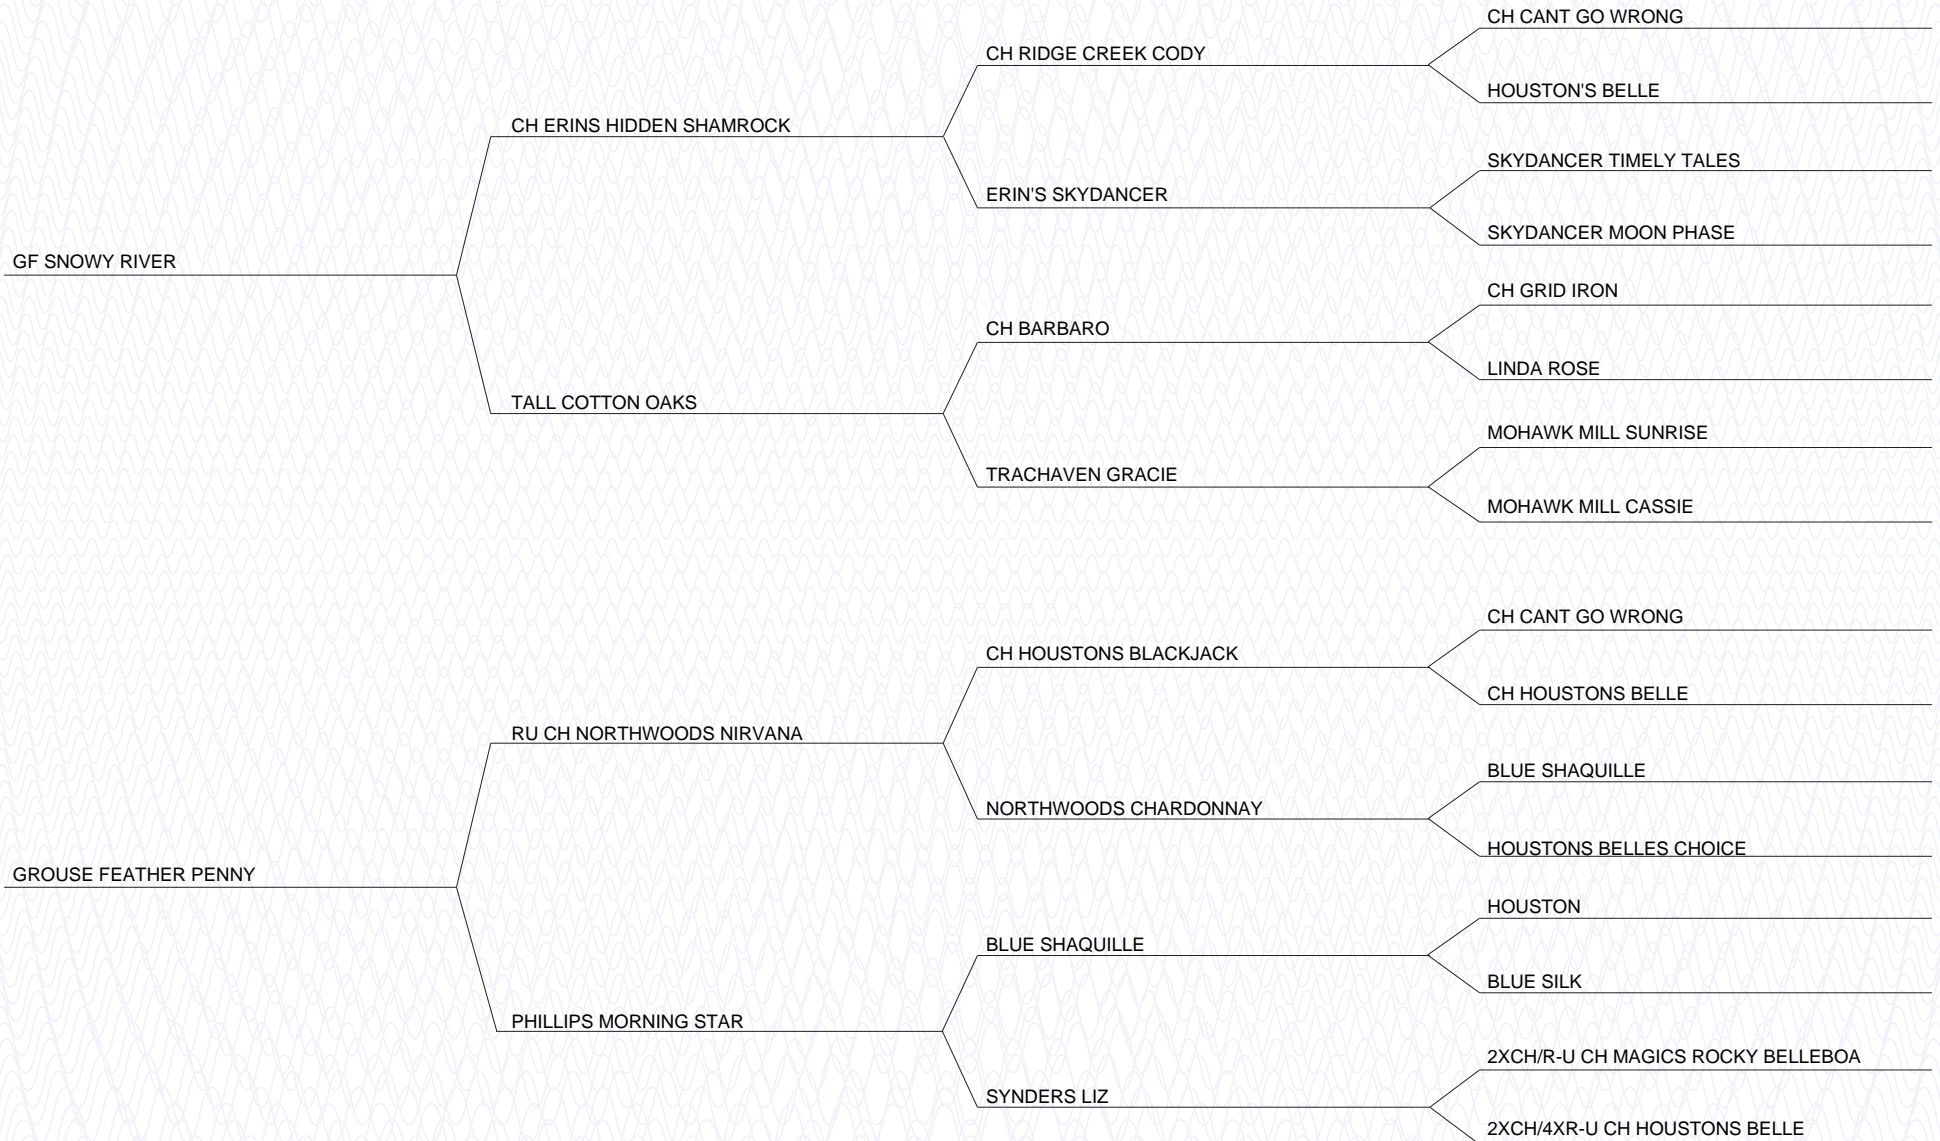 CH CANT GO WRONG
CH RIDGE CREEK CODY
HOUSTON'S BELLE
CH ERINS HIDDEN SHAMROCK
SKYDANCER TIMELY TALES
ERIN'S SKYDANCER
SKYDANCER MOON PHASE
GF SNOWY RIVER
CH GRID IRON
CH BARBARO
LINDA ROSE
TALL COTTON OAKS
MOHAWK MILL SUNRISE
TRACHAVEN GRACIE
MOHAWK MILL CASSIE
CH CANT GO WRONG
CH HOUSTONS BLACKJACK
CH HOUSTONS BELLE
RU CH NORTHWOODS NIRVANA
BLUE SHAQUILLE
NORTHWOODS CHARDONNAY
HOUSTONS BELLES CHOICE
GROUSE FEATHER PENNY
HOUSTON
BLUE SHAQUILLE
BLUE SILK
PHILLIPS MORNING STAR
2XCH/R-U CH MAGICS ROCKY BELLEBOA
SYNDERS LIZ
2XCH/4XR-U CH HOUSTONS BELLE